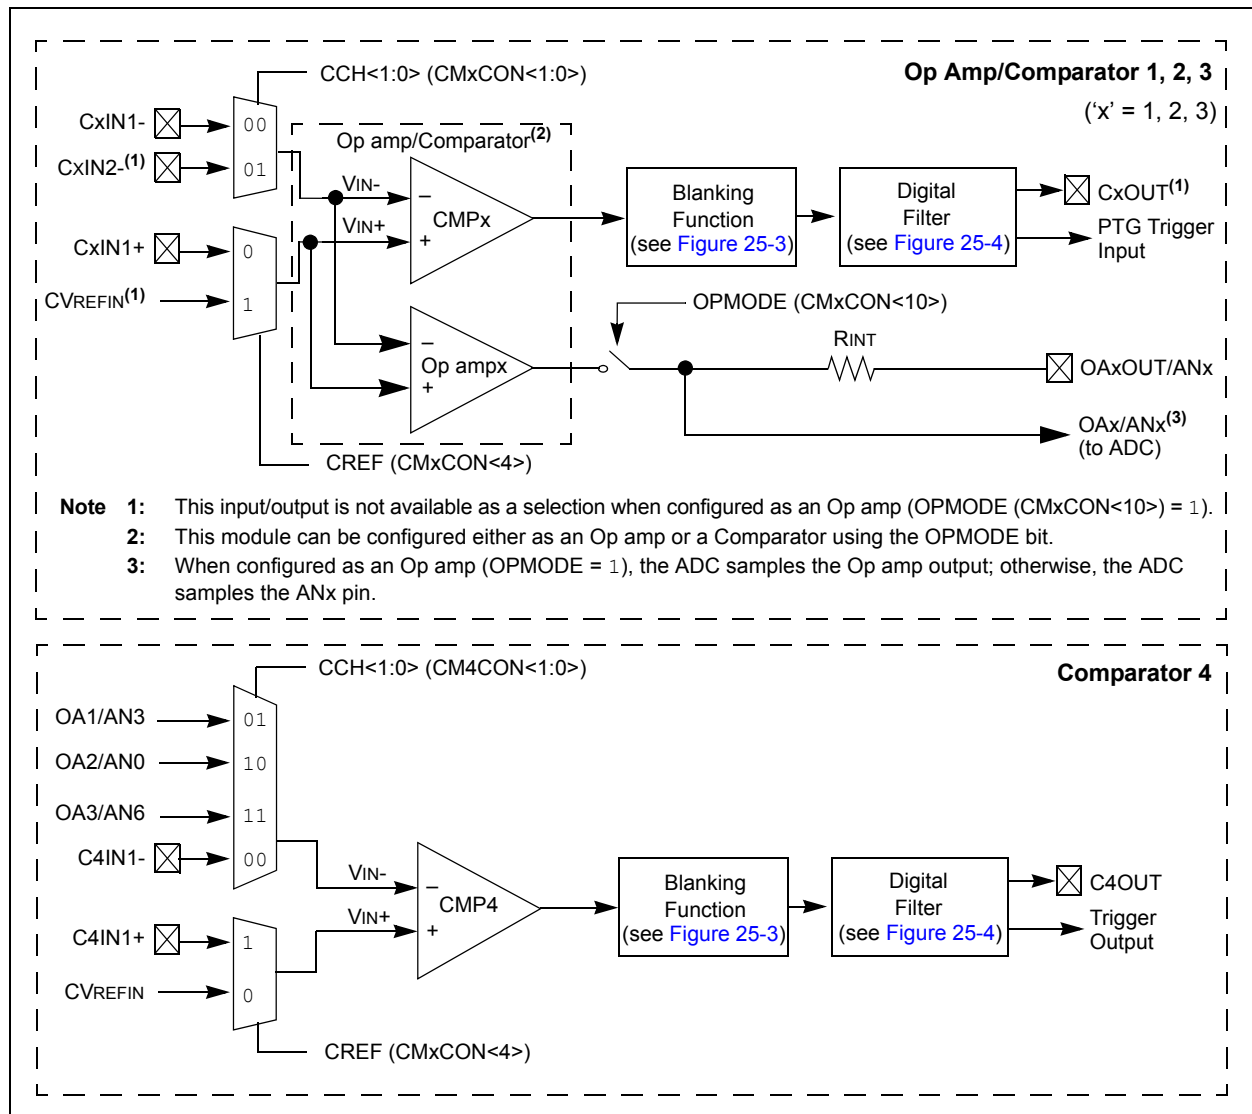 CCH<1:0> (CMxCON<1:0>)
Op Amp/Comparator 1, 2, 3
('x' = 1, 2, 3)
CxIN1-
00
Op amp/Comparator(2)
CxIN2-(1)
01
VIN-
–
CMPx
Blanking
Function
(see Figure 25-3)
Digital
Filter
(see Figure 25-4)
CxOUT(1)
PTG Trigger
Input
CxIN1+
0
VIN+
+
CVREFIN(1)
1
OPMODE (CMxCON<10>)
RINT
–
Op ampx
+
OAxOUT/ANx
OAx/ANx(3)
(to ADC)
CREF (CMxCON<4>)
Note 1: This input/output is not available as a selection when configured as an Op amp (OPMODE (CMxCON<10>) = 1).
2: This module can be configured either as an Op amp or a Comparator using the OPMODE bit.
3: When configured as an Op amp (OPMODE = 1), the ADC samples the Op amp output; otherwise, the ADC
samples the ANx pin.
CCH<1:0> (CM4CON<1:0>)
Comparator 4
OA1/AN3
01
OA2/AN0
10
OA3/AN6
11
C4IN1-
00
VIN-
–
CMP4
Blanking
Function
(see Figure 25-3)
Digital
Filter
(see Figure 25-4)
C4OUT
Trigger
Output
VIN+
+
C4IN1+
1
CVREFIN
0
CREF (CMxCON<4>)